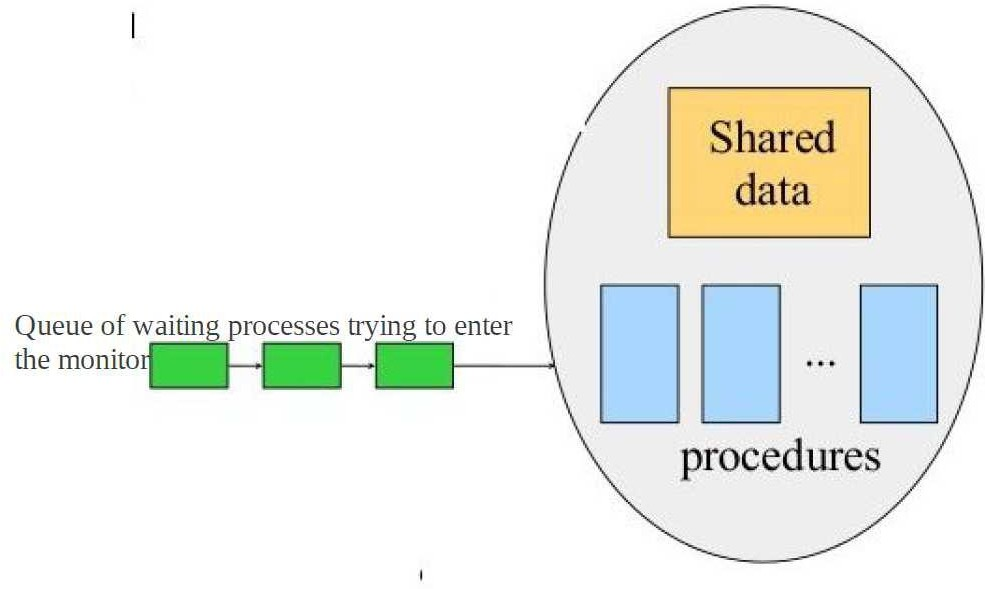 Shared
data
Queue of waiting processes trying to enter
the monitor
...
procedures